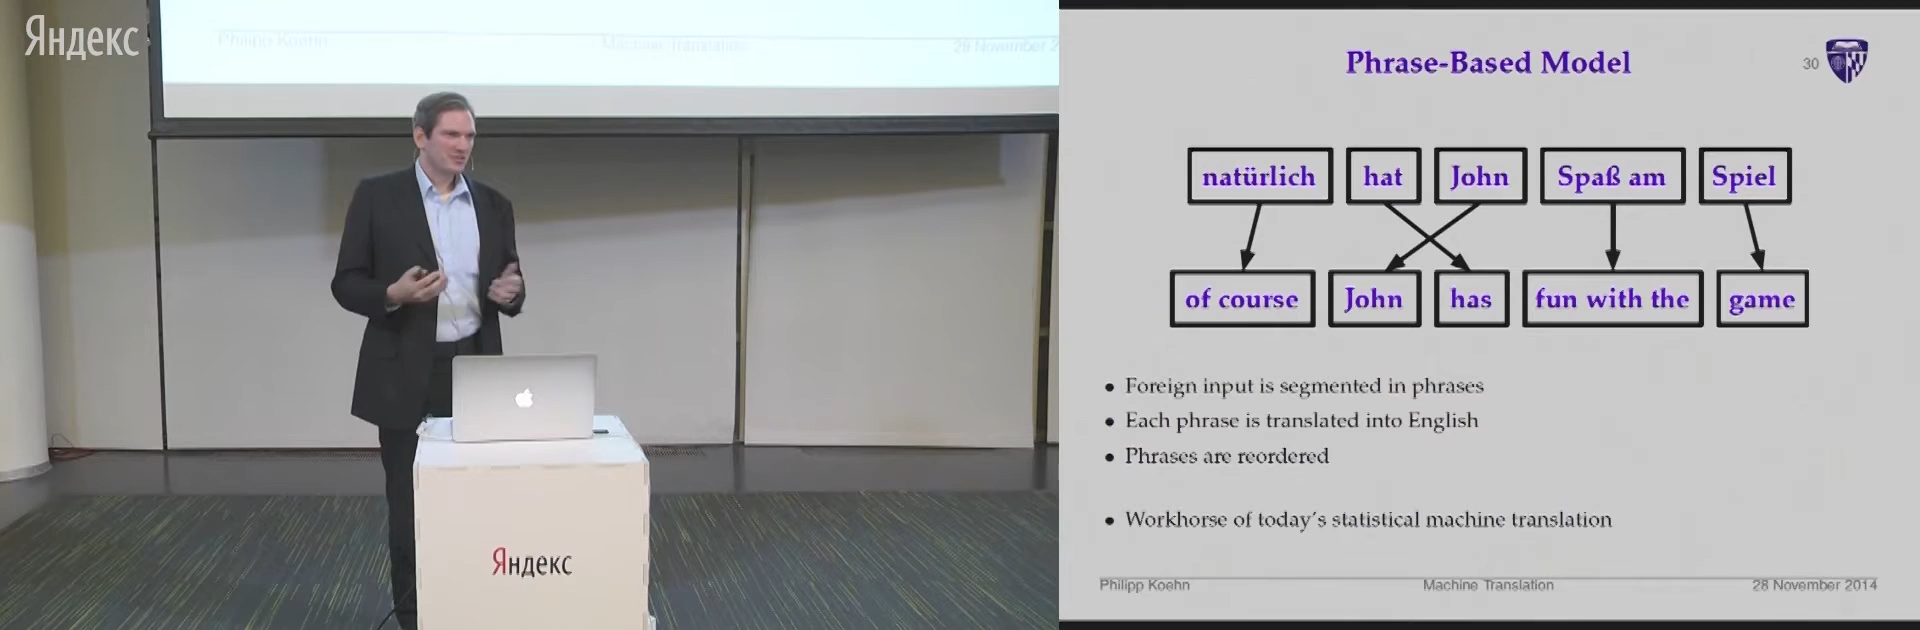 Яндекс
Philipp Koehn
Machine Translation
28 November 2
Яндекс
Phrase-Based Model
30
natürlich hat John Spaß am Spiel
of course John has fun with the game
• Foreign input is segmented in phrases
• Each phrase is translated into English
• Phrases are reordered
• Workhorse of today's statistical machine translation
Philipp Koehn Machine Translation 28 November 2014